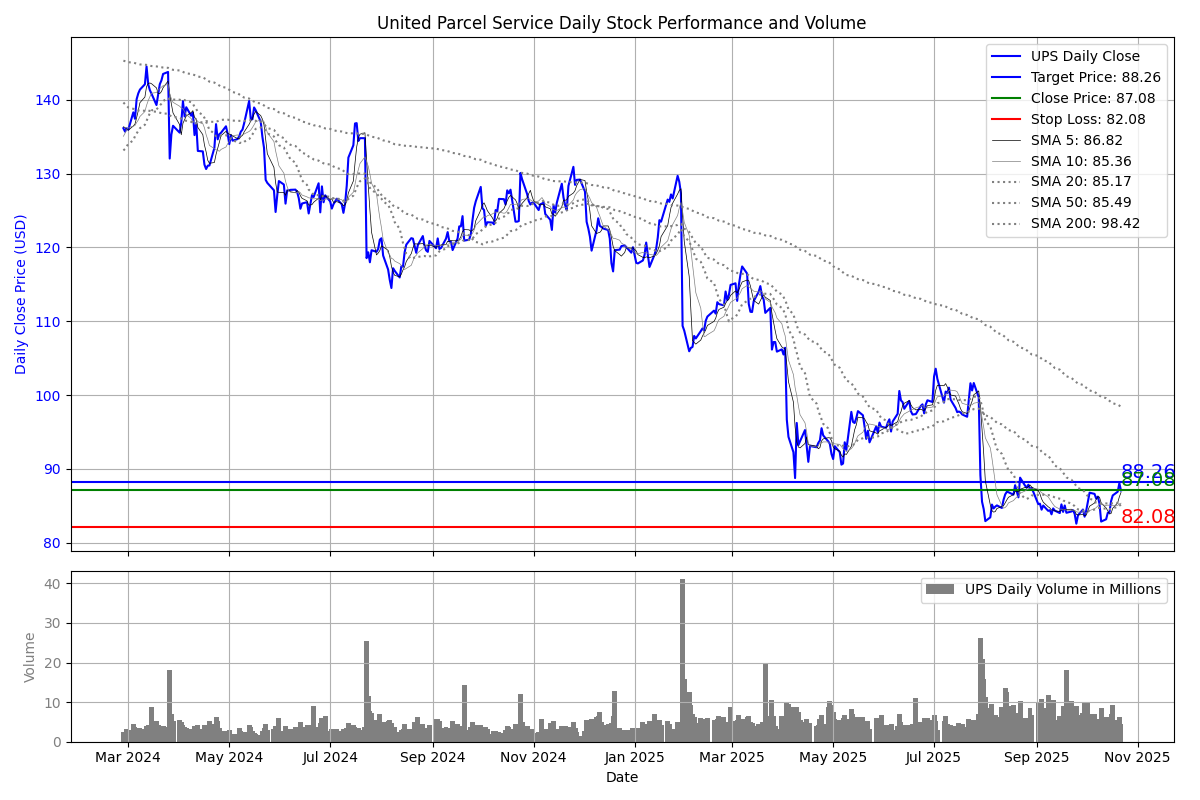 United Parcel Service Daily Stock Performance and Volume
Daily Close Price (USD)
140
130
120
110
100
90
80
UPS Daily Close
Target Price: 88.26
Close Price: 87.08
Stop Loss: 82.08
SMA 5: 86.82
SMA 10: 85.36
SMA 20: 85.17
SMA 50: 85.49
SMA 200: 98.42
88.26
87.08
82.08
Volume
40
30
20
10
0
UPS Daily Volume in Millions
Mar 2024 May 2024 Jul 2024 Sep 2024 Nov 2024 Jan 2025 Mar 2025 May 2025 Jul 2025 Sep 2025 Nov 2025
Date